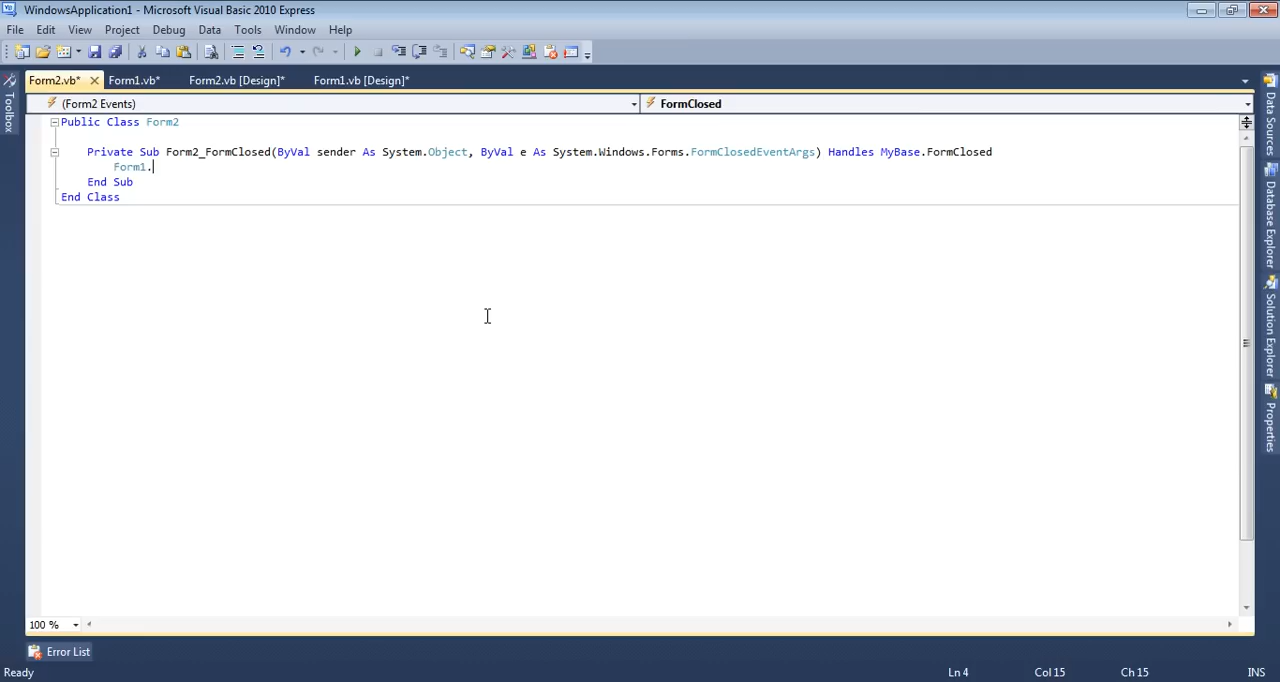 WindowsApplication1 - Microsoft Visual Basic 2010 Express
File Edit View Project Debug Data Tools Window Help
Form2.vb* Form1.vb* Form2.vb [Design]* Form1.vb [Design]*
(Form2 Events) FormClosed
Public Class Form2
Private Sub Form2_FormClosed(ByVal sender As System.Object, ByVal e As System.Windows.Forms.FormClosedEventArgs) Handles MyBase.FormClosed
Form1.
End Sub
End Class
Toolbox
Data Sources
Database Explorer
Solution Explorer
Properties
100 %
Error List
Ready Ln 4 Col 15 Ch 15 INS